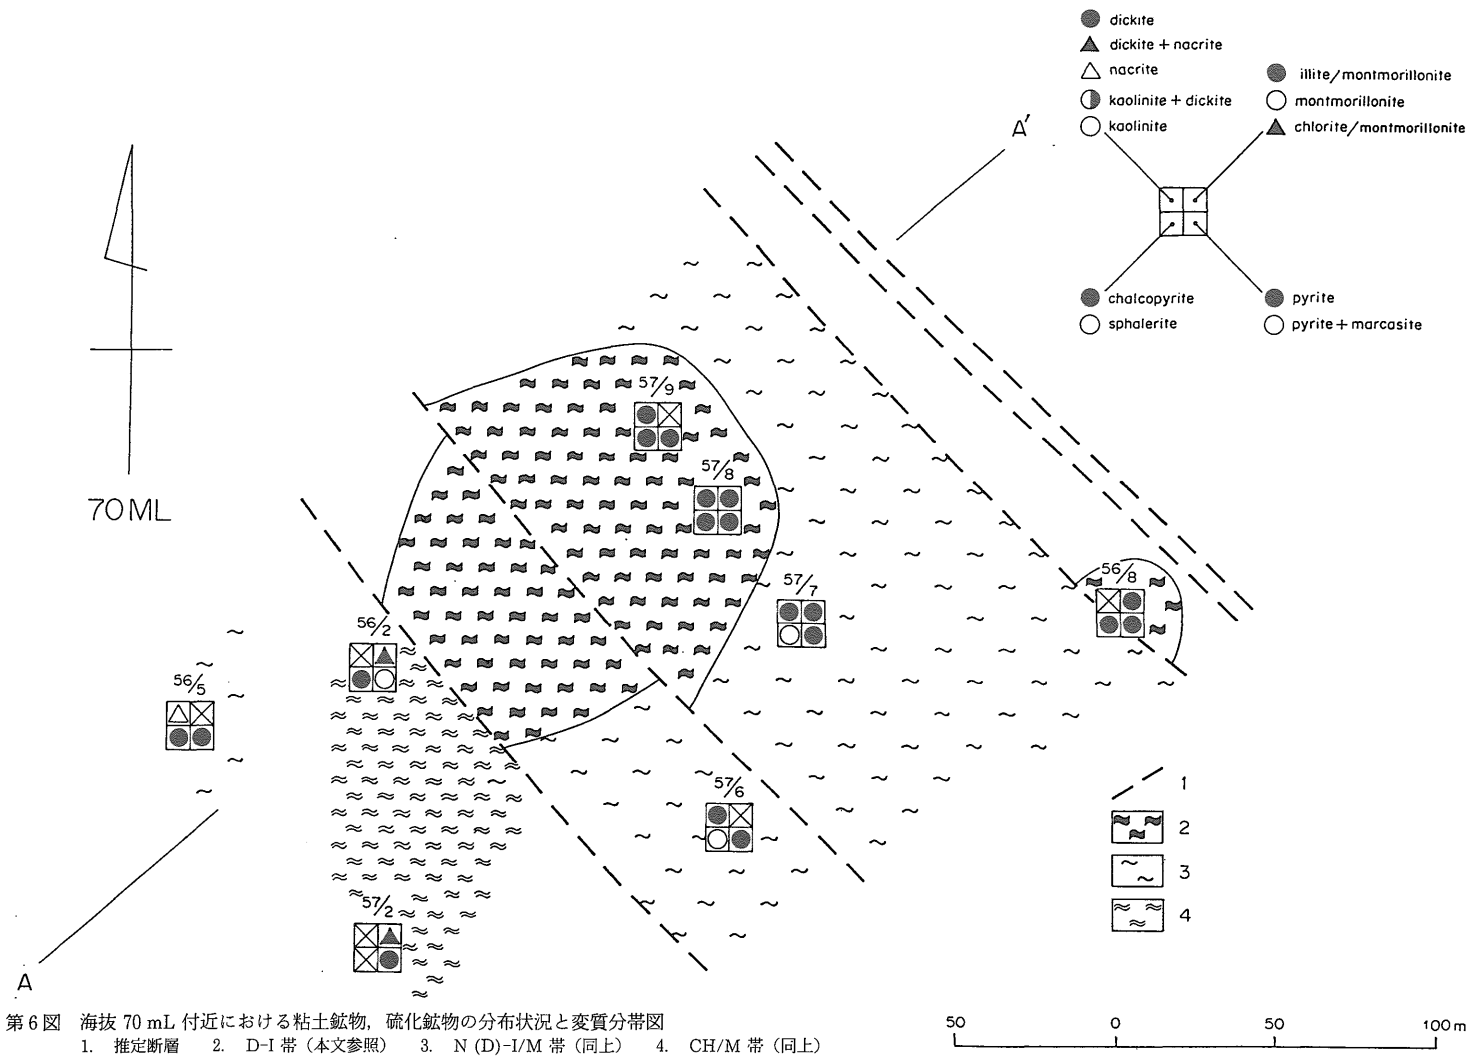 dickite
dickite + nacrite
nacrite
kaolinite + dickite
kaolinite
illite/montmorillonite
montmorillonite
chlorite/montmorillonite
chalcopyrite
sphalerite
pyrite
pyrite + marcasite
A′
57/9
57/8
70ML
57/7
56/8
56/2
56/5
57/6
57/2
A
1
2
3
4
第6図 海抜 70 mL 付近における粘土鉱物，硫化鉱物の分布状況と変質分帯図
1. 推定断層 2. D-I 帯（本文参照） 3. N (D)-I/M 帯（同上） 4. CH/M 帯（同上）
50 0 50 100 m